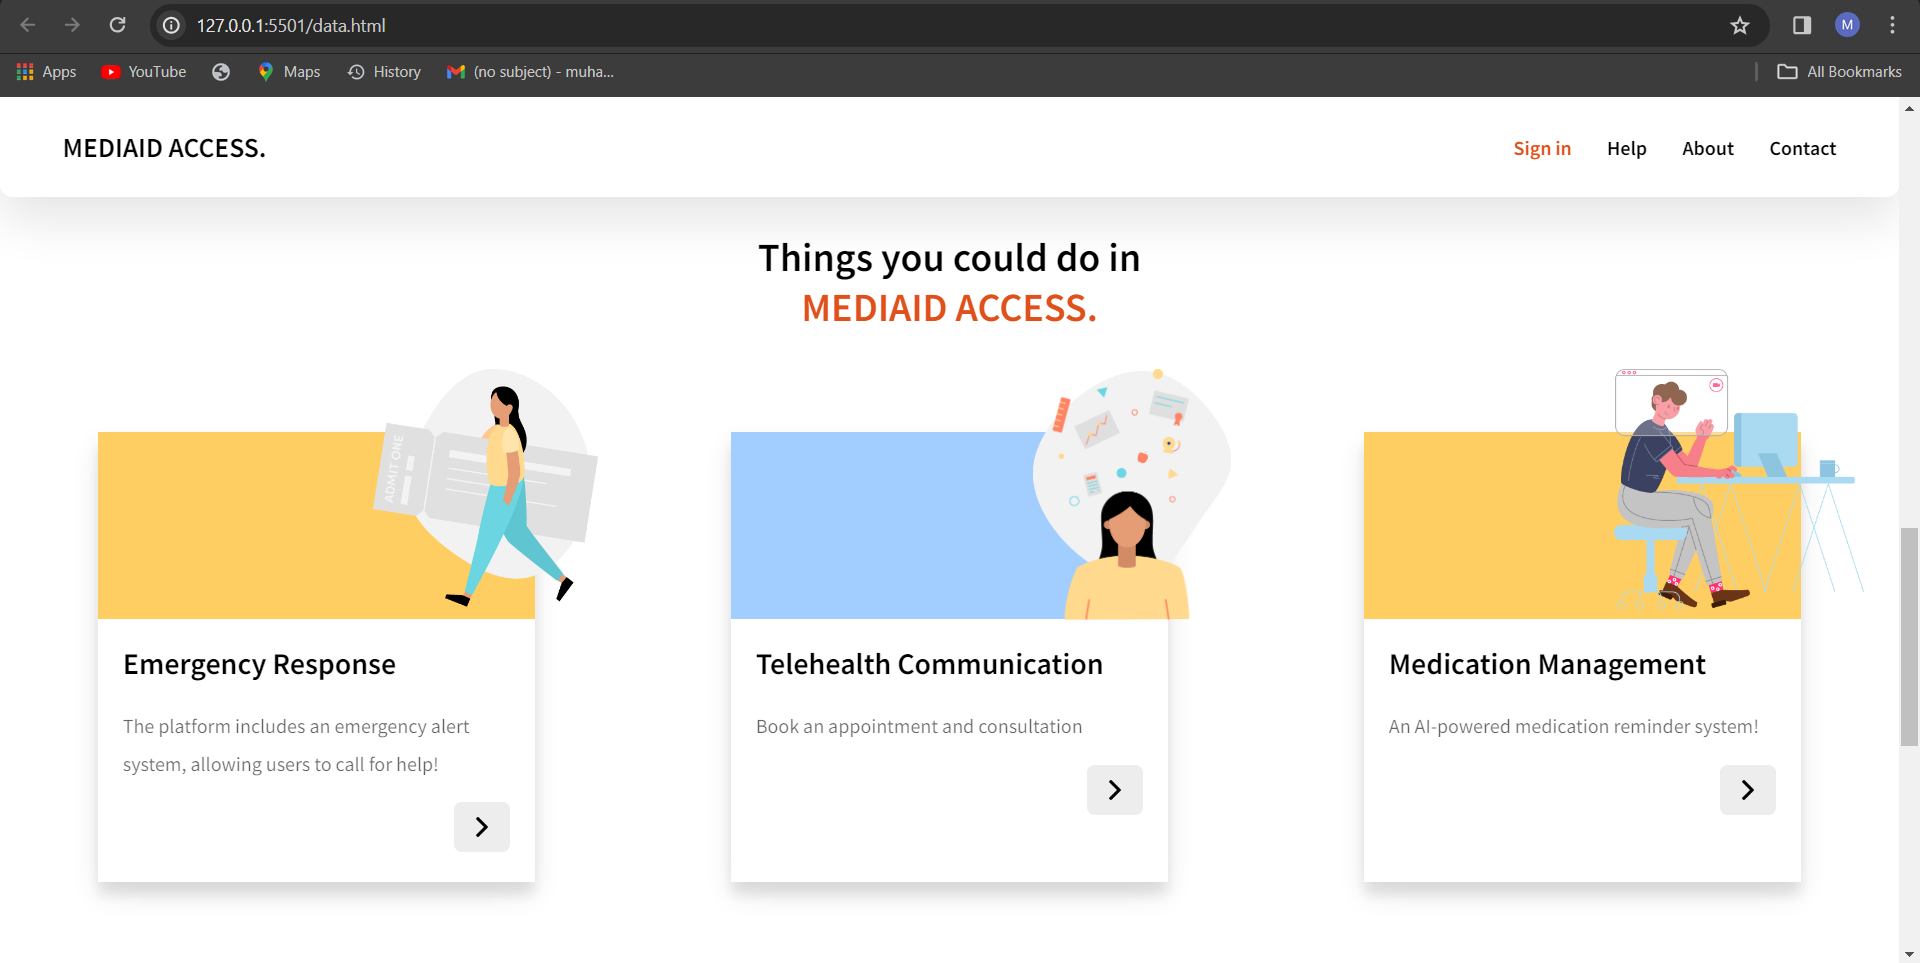 127.0.0.1:5501/data.html
M
Apps
YouTube
Maps
History
(no subject) - muha...
All Bookmarks
MEDIAID ACCESS.
Sign in
Help
About
Contact
Things you could do in
MEDIAID ACCESS.
ADMIT ONE
Emergency Response
The platform includes an emergency alert
system, allowing users to call for help!
Telehealth Communication
Book an appointment and consultation
Medication Management
An AI-powered medication reminder system!